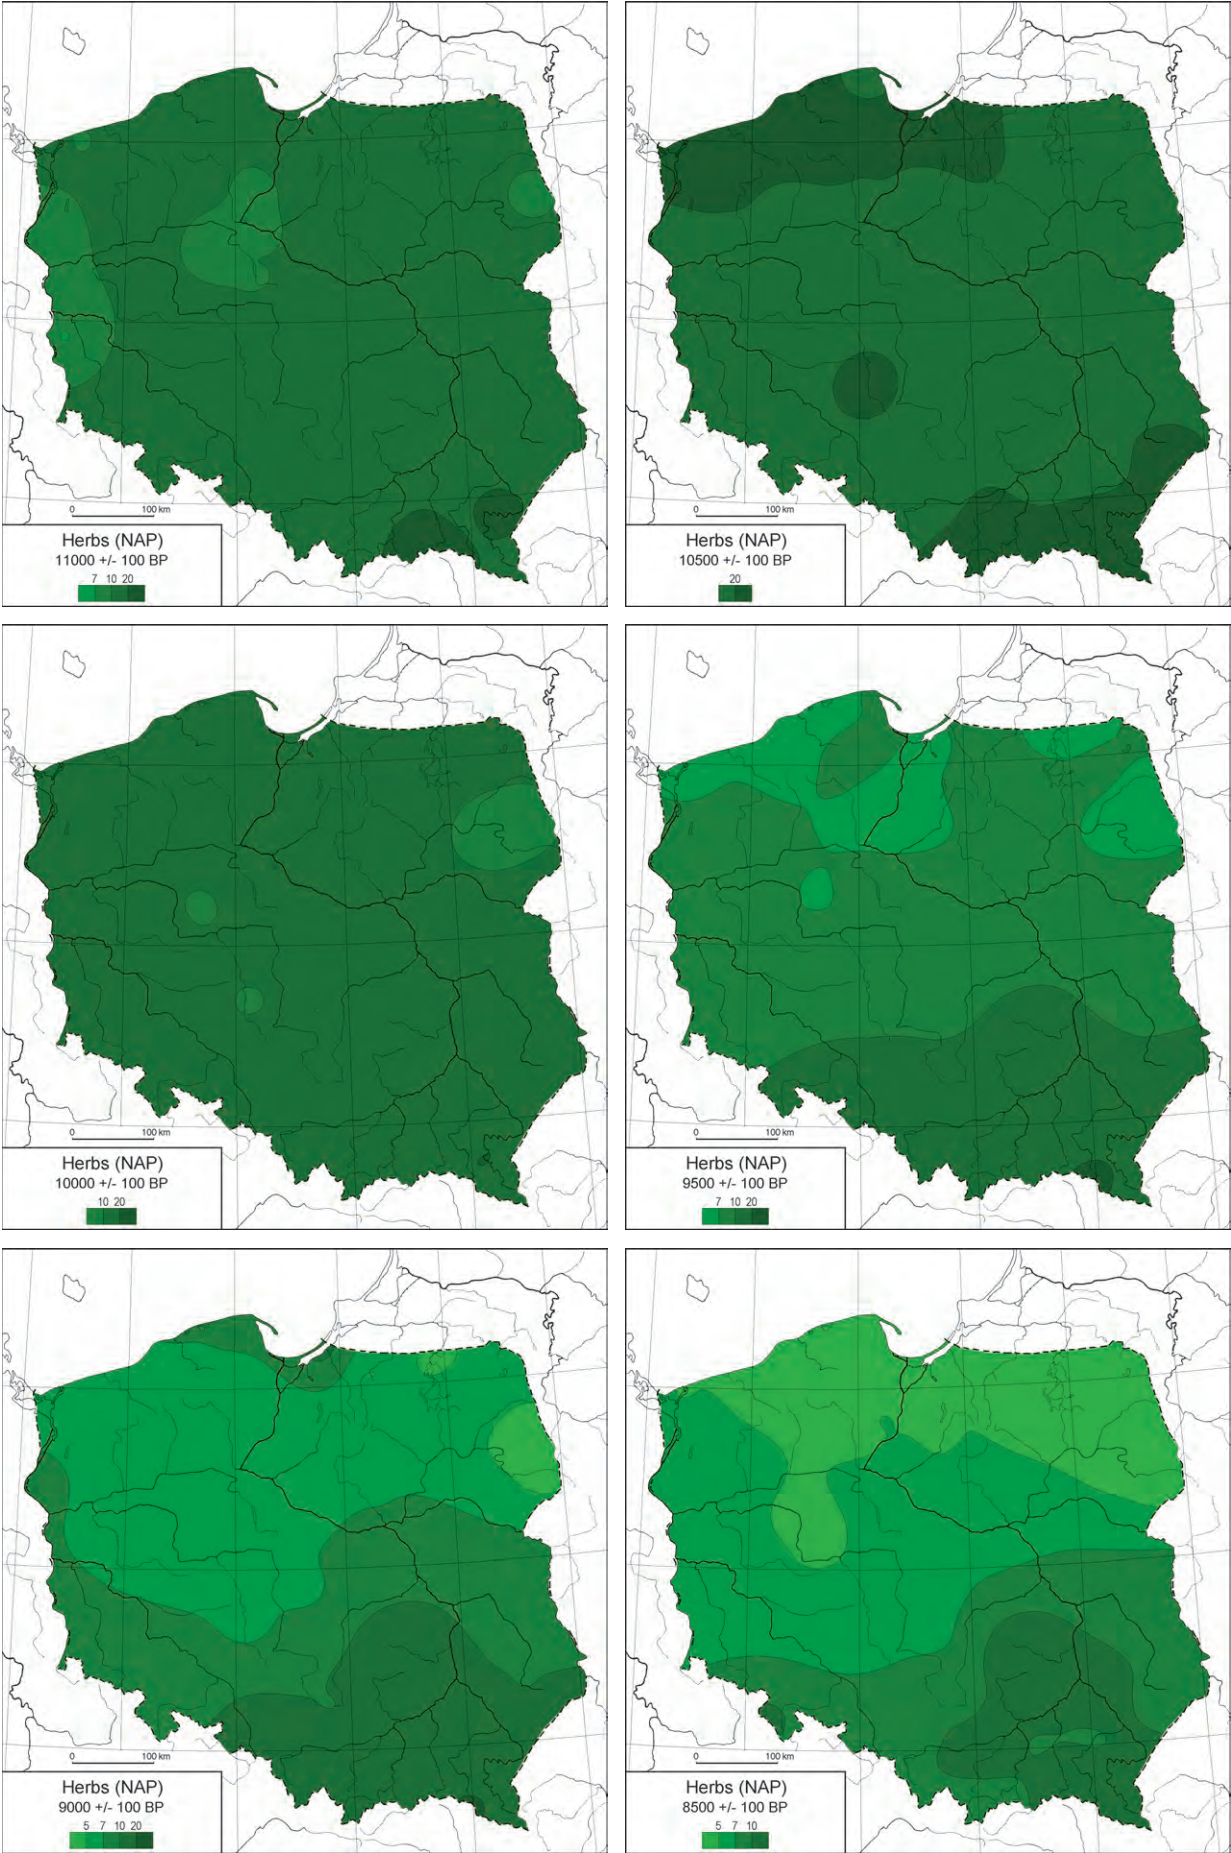 0 100 km
Herbs (NAP)
11000 +/- 100 BP
7 10 20
0 100 km
Herbs (NAP)
10500 +/- 100 BP
20
0 100 km
Herbs (NAP)
10000 +/- 100 BP
10 20
0 100 km
Herbs (NAP)
9500 +/- 100 BP
7 10 20
0 100 km
Herbs (NAP)
9000 +/- 100 BP
5 7 10 20
0 100 km
Herbs (NAP)
8500 +/- 100 BP
5 7 10